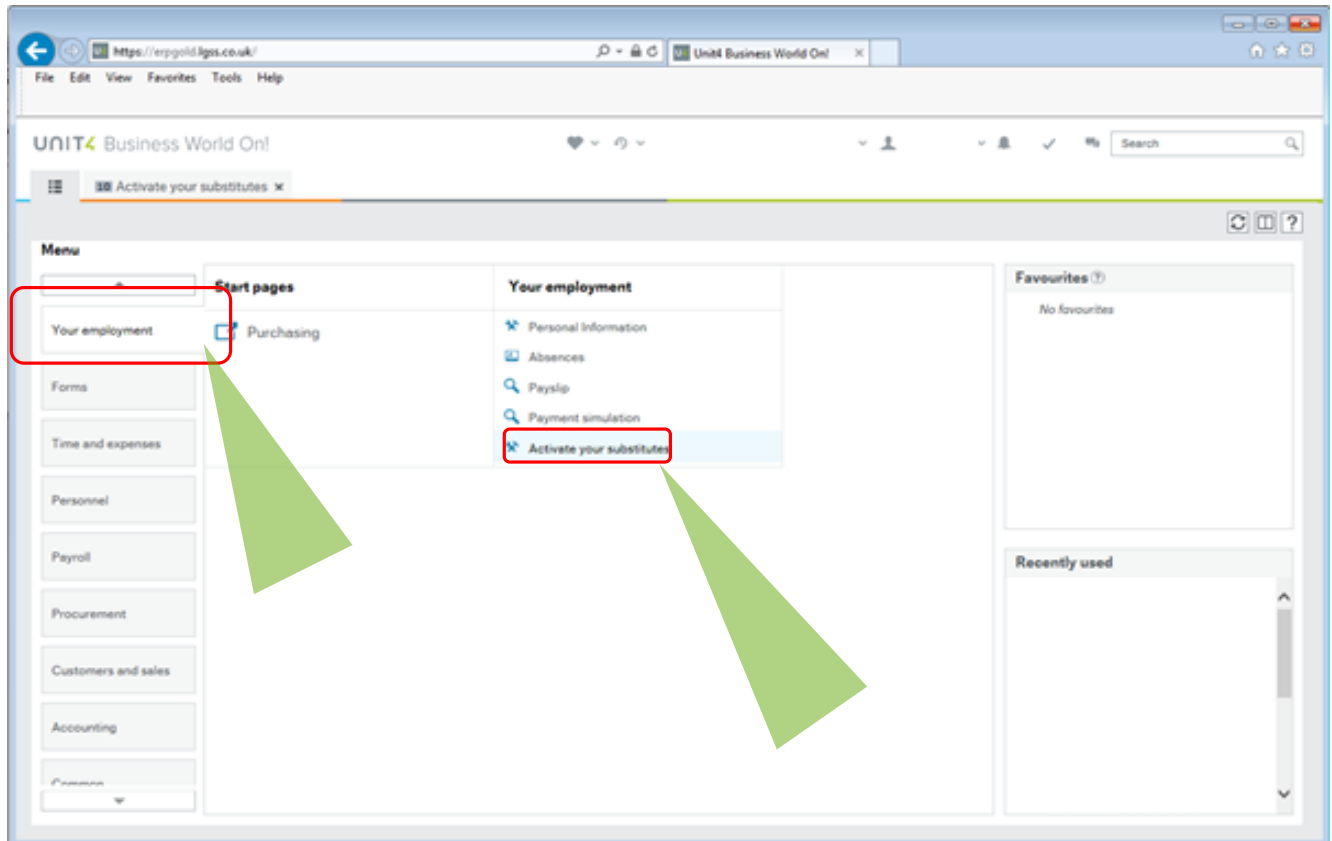 https://erpgold.lgss.co.uk/
Unit4 Business World On!
File Edit View Favorites Tools Help
UNIT4 Business World On!
Search
10 Activate your substitutes
Menu
Your employment
Forms
Time and expenses
Personnel
Payroll
Procurement
Customers and sales
Accounting
Common
Start pages
Purchasing
Your employment
Personal Information
Absences
Payslip
Payment simulation
Activate your substitutes
Favourites
No favourites
Recently used